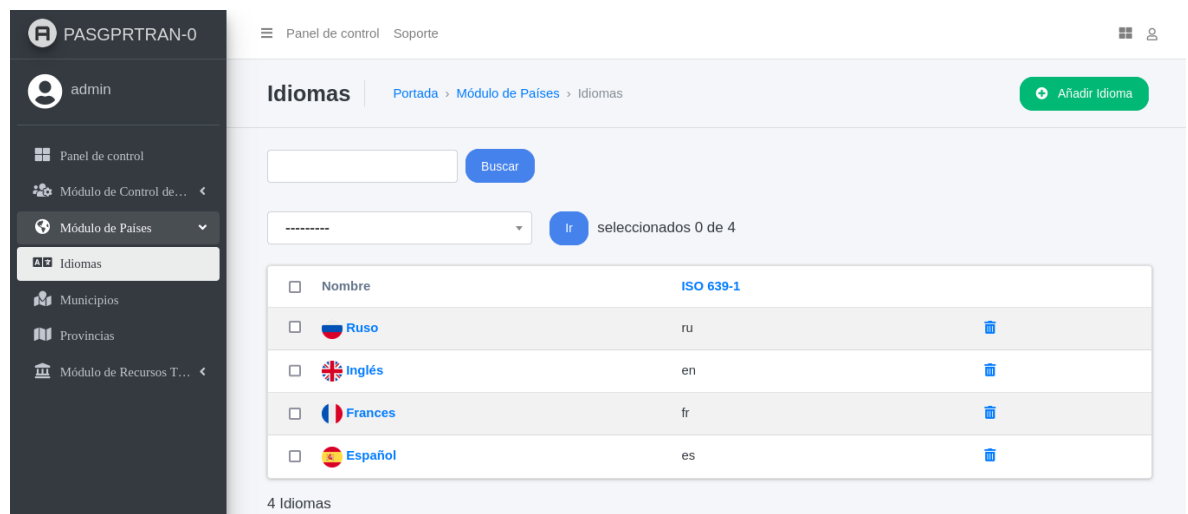 PASGPRTRAN-0
Panel de control Soporte
admin
Idiomas
Portada › Módulo de Países › Idiomas
Añadir Idioma
Panel de control
Módulo de Control de…
Módulo de Países
Idiomas
Municipios
Provincias
Módulo de Recursos T…
Buscar
---------
Ir
seleccionados 0 de 4
Nombre ISO 639-1
Ruso ru
Inglés en
Frances fr
Español es
4 Idiomas